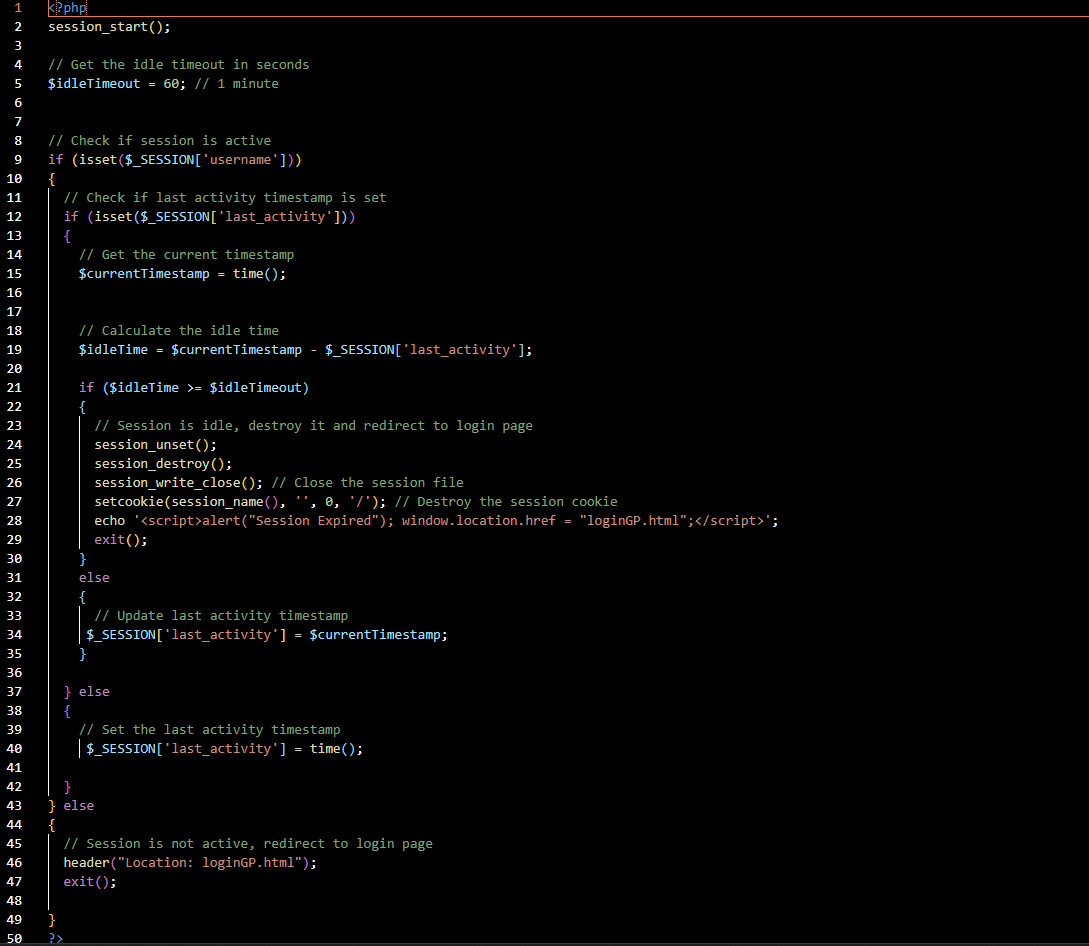 1 <?php
2 session_start();
3
4 // Get the idle timeout in seconds
5 $idleTimeout = 60; // 1 minute
6
7
8 // Check if session is active
9 if (isset($_SESSION['username']))
10 {
11 // Check if last activity timestamp is set
12 if (isset($_SESSION['last_activity']))
13 {
14 // Get the current timestamp
15 $currentTimestamp = time();
16
17
18 // Calculate the idle time
19 $idleTime = $currentTimestamp - $_SESSION['last_activity'];
20
21 if ($idleTime >= $idleTimeout)
22 {
23 // Session is idle, destroy it and redirect to login page
24 session_unset();
25 session_destroy();
26 session_write_close(); // Close the session file
27 setcookie(session_name(), '', 0, '/'); // Destroy the session cookie
28 echo '<script>alert("Session Expired"); window.location.href = "loginGP.html";</script>';
29 exit();
30 }
31 else
32 {
33 // Update last activity timestamp
34 $_SESSION['last_activity'] = $currentTimestamp;
35 }
36
37 } else
38 {
39 // Set the last activity timestamp
40 $_SESSION['last_activity'] = time();
41
42 }
43 } else
44 {
45 // Session is not active, redirect to login page
46 header("Location: loginGP.html");
47 exit();
48
49 }
50 ?>